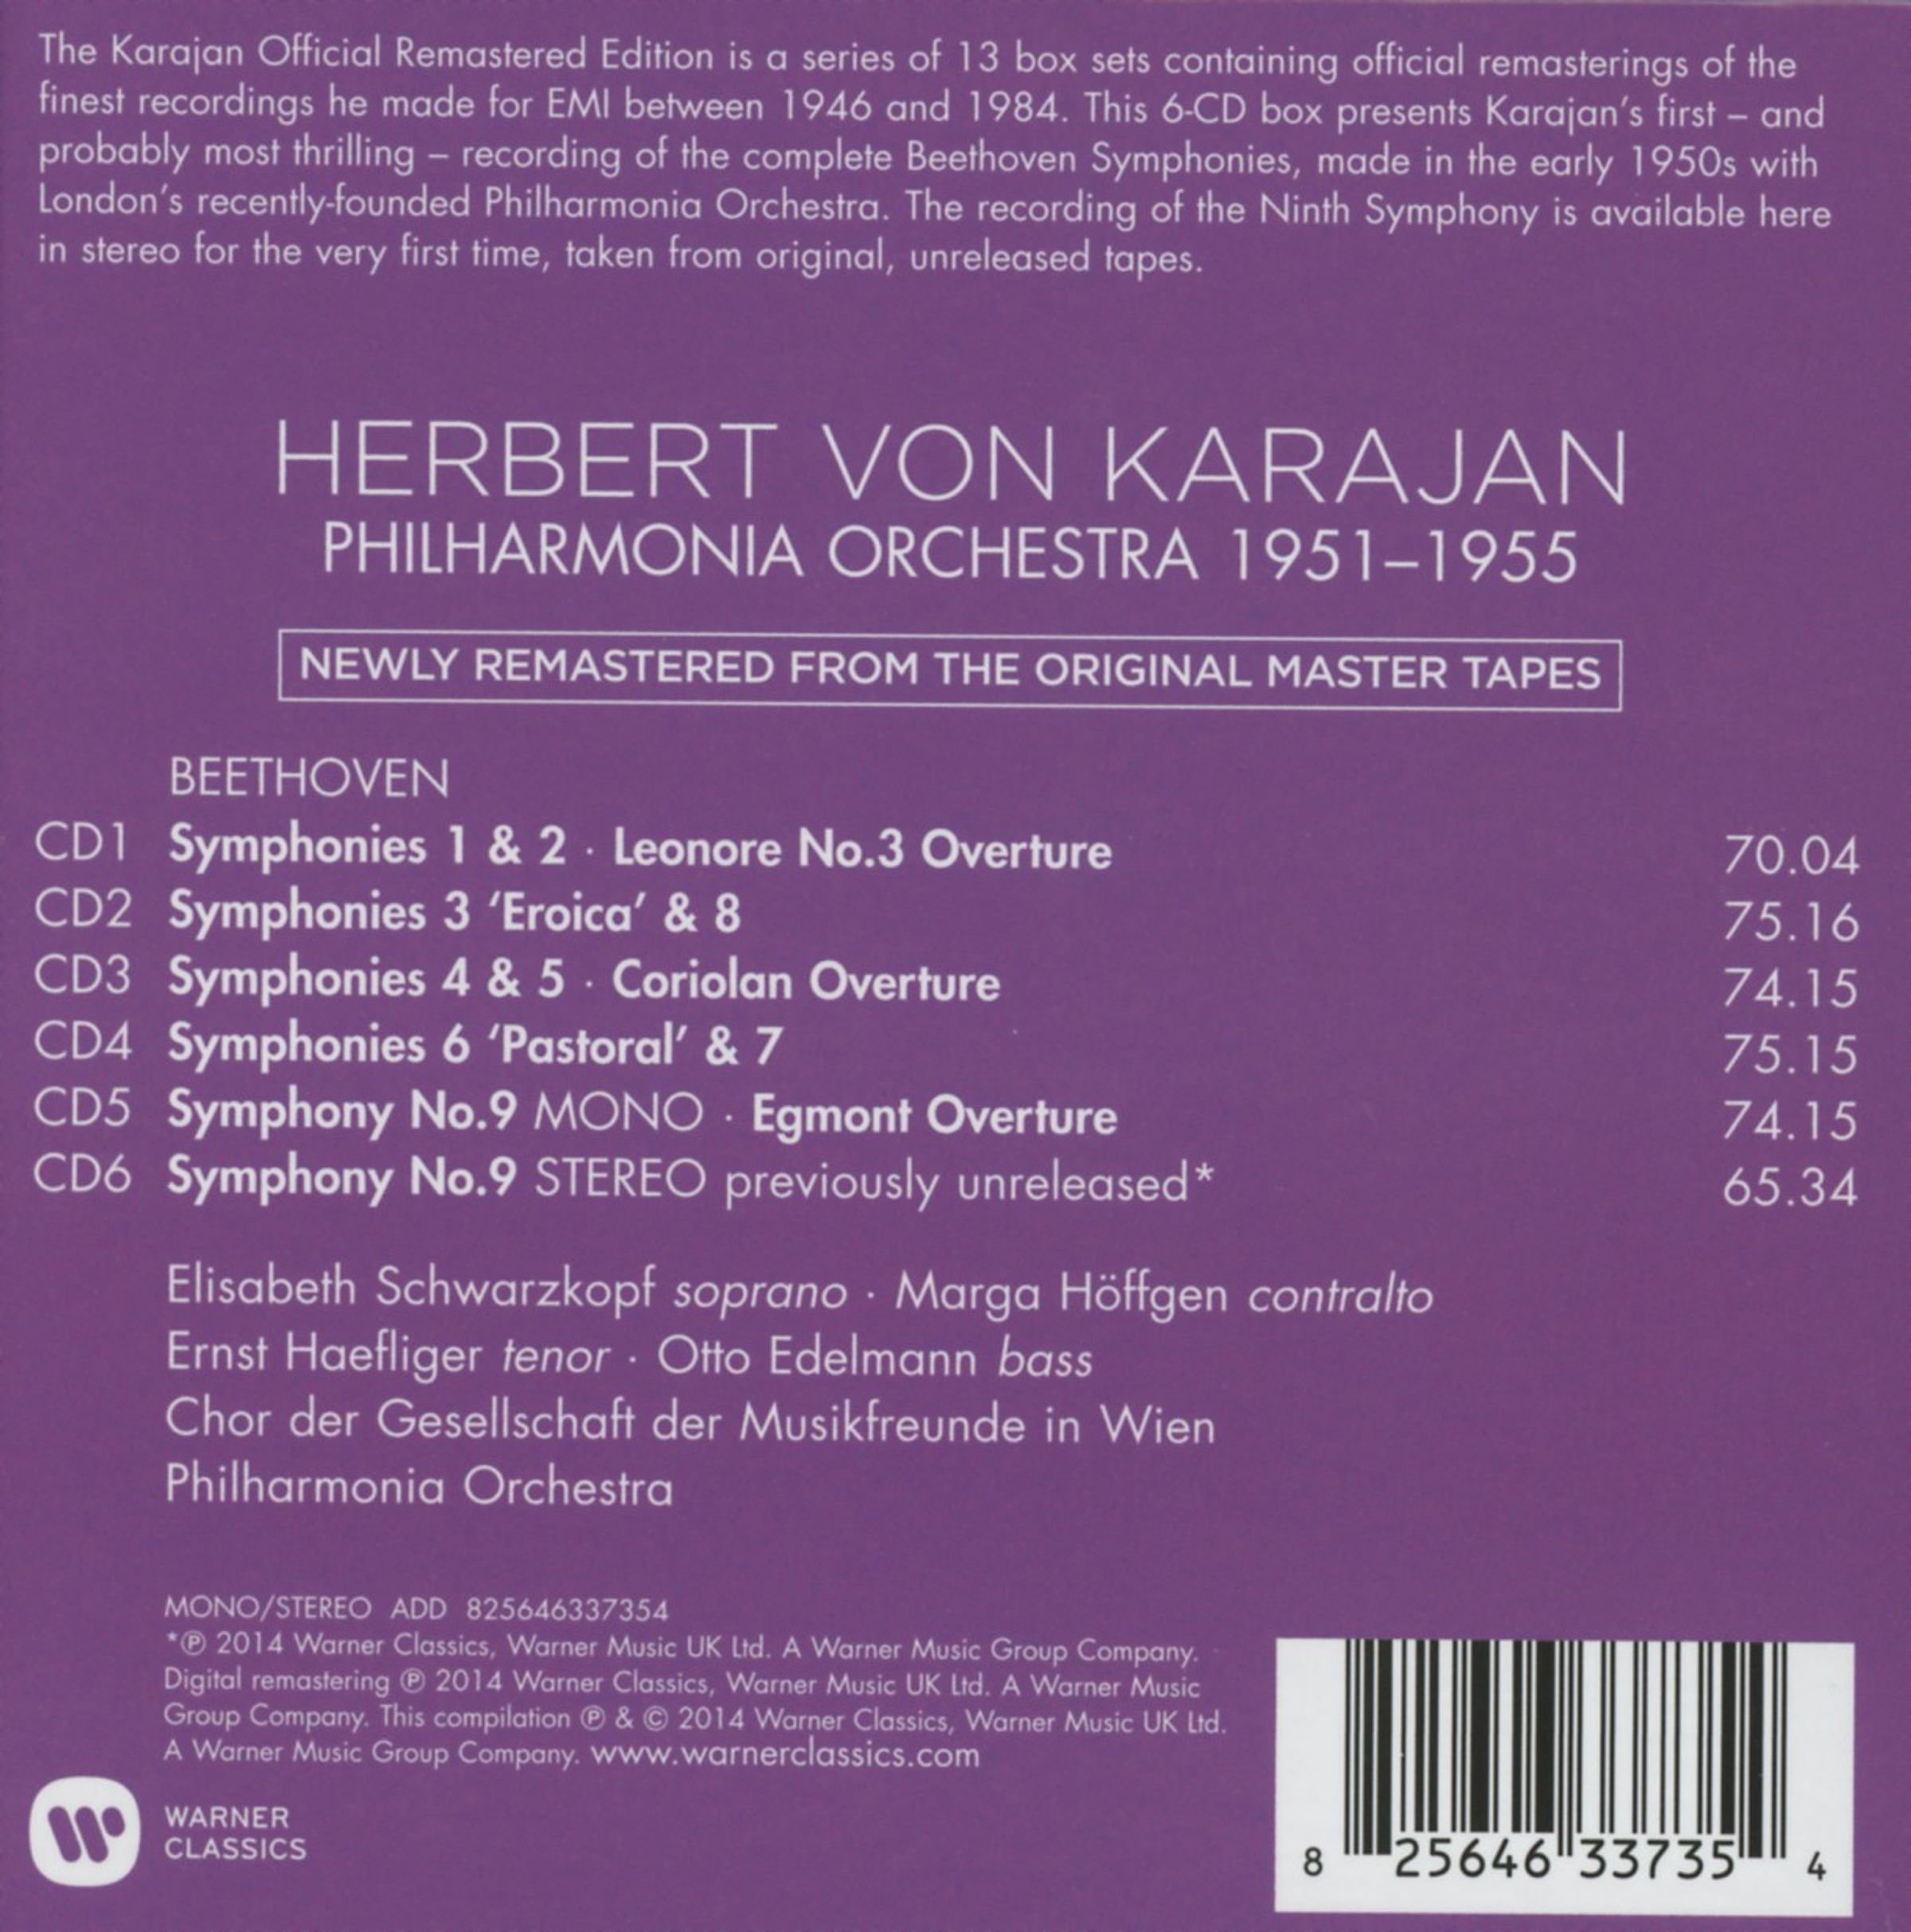 The Karajan Official Remastered Edition is a series of 13 box sets containing official remasterings of the
finest recordings he made for EMI between 1946 and 1984. This 6-CD box presents Karajan's first – and
probably most thrilling – recording of the complete Beethoven Symphonies, made in the early 1950s with
London's recently-founded Philharmonia Orchestra. The recording of the Ninth Symphony is available here
in stereo for the very first time, taken from original, unreleased tapes.
HERBERT VON KARAJAN
PHILHARMONIA ORCHESTRA 1951–1955
NEWLY REMASTERED FROM THE ORIGINAL MASTER TAPES
BEETHOVEN
CD1 Symphonies 1 & 2 · Leonore No.3 Overture 70.04
CD2 Symphonies 3 ‘Eroica’ & 8 75.16
CD3 Symphonies 4 & 5 · Coriolan Overture 74.15
CD4 Symphonies 6 ‘Pastoral’ & 7 75.15
CD5 Symphony No.9 MONO · Egmont Overture 74.15
CD6 Symphony No.9 STEREO previously unreleased* 65.34
Elisabeth Schwarzkopf soprano · Marga Höffgen contralto
Ernst Haefliger tenor · Otto Edelmann bass
Chor der Gesellschaft der Musikfreunde in Wien
Philharmonia Orchestra
MONO/STEREO ADD 825646337354
*℗ 2014 Warner Classics, Warner Music UK Ltd. A Warner Music Group Company.
Digital remastering ℗ 2014 Warner Classics, Warner Music UK Ltd. A Warner Music
Group Company. This compilation ℗ & © 2014 Warner Classics, Warner Music UK Ltd.
A Warner Music Group Company. www.warnerclassics.com
WARNER
CLASSICS
8 25646 33735 4